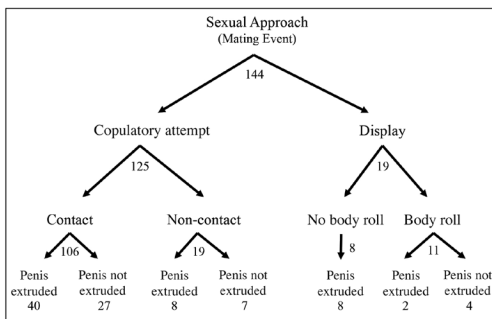 Sexual Approach
(Mating Event)
144
Copulatory attempt Display
125 19
Contact Non-contact No body roll Body roll
106 19 8 11
Penis extruded 40
Penis not extruded 27
Penis extruded 8
Penis not extruded 7
Penis extruded 8
Penis extruded 2
Penis not extruded 4